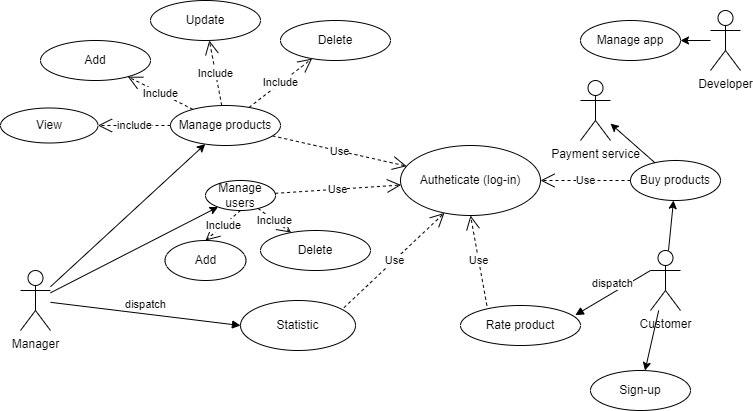 Update
Delete
Manage app
Add
Include
Developer
Include
Include
View
include
Manage products
Payment service
Use
Autheticate (log-in)
Use
Buy products
Manage
users
Use
Include
Include
Add
Delete
Use
Use
dispatch
dispatch
Statistic
Rate product
Customer
Manager
Sign-up